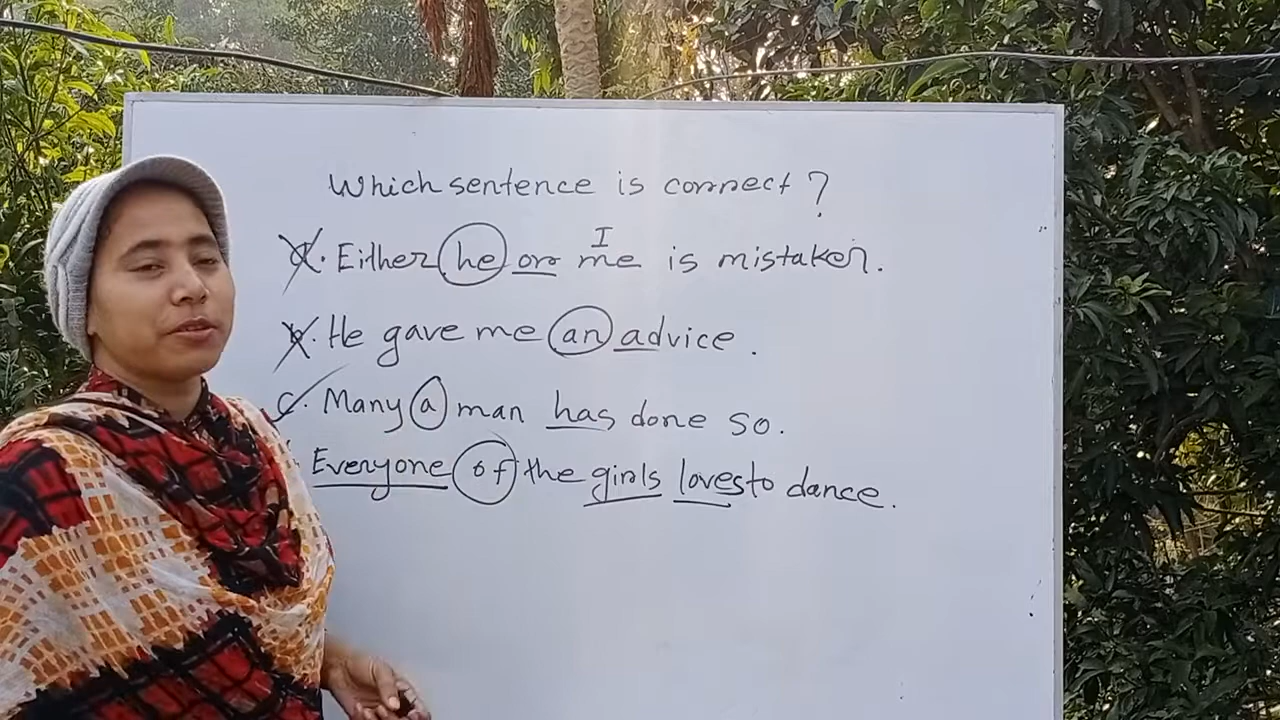 Which sentence is correct ?
a. Either he or me is mistaken.
I
b. He gave me an advice.
c. Many a man has done so.
Everyone of the girls loves to dance.